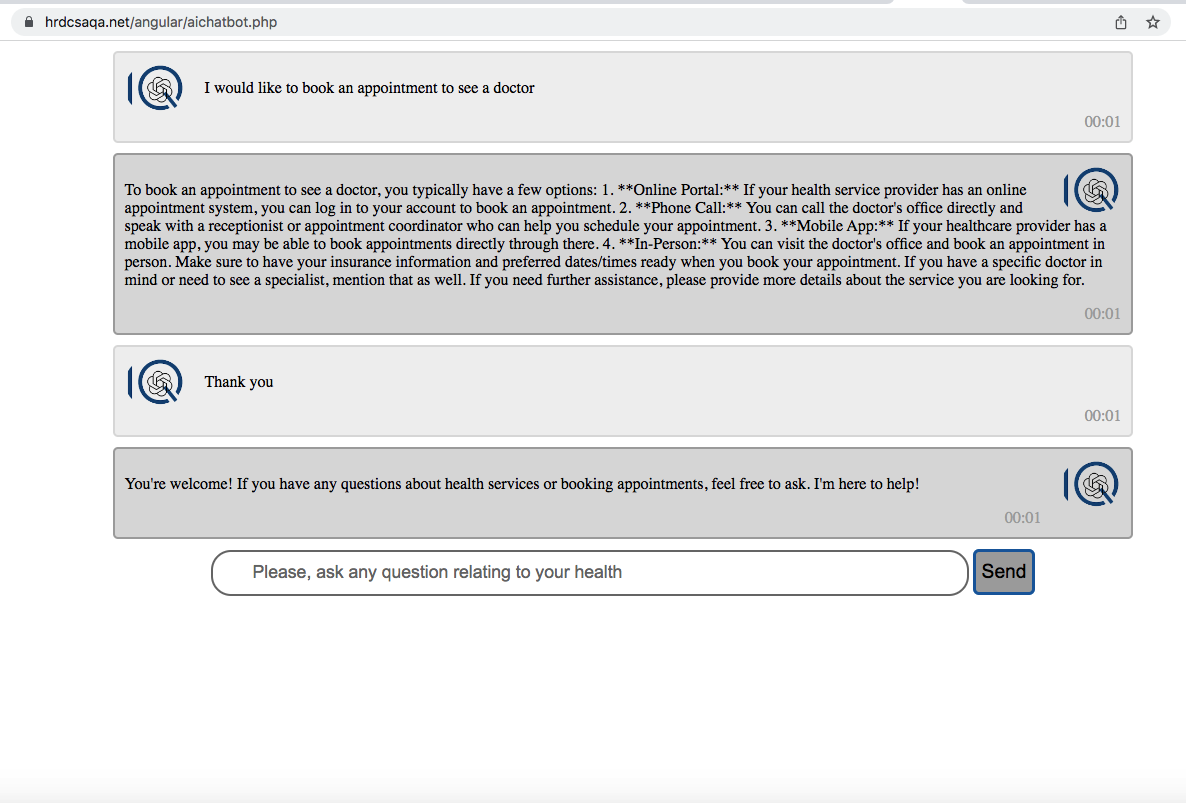 hrdcsaqa.net/angular/aichatbot.php
I would like to book an appointment to see a doctor
00:01
To book an appointment to see a doctor, you typically have a few options: 1. **Online Portal:** If your health service provider has an online
appointment system, you can log in to your account to book an appointment. 2. **Phone Call:** You can call the doctor's office directly and
speak with a receptionist or appointment coordinator who can help you schedule your appointment. 3. **Mobile App:** If your healthcare provider has a
mobile app, you may be able to book appointments directly through there. 4. **In-Person:** You can visit the doctor's office and book an appointment in
person. Make sure to have your insurance information and preferred dates/times ready when you book your appointment. If you have a specific doctor in
mind or need to see a specialist, mention that as well. If you need further assistance, please provide more details about the service you are looking for.
00:01
Thank you
00:01
You're welcome! If you have any questions about health services or booking appointments, feel free to ask. I'm here to help!
00:01
Please, ask any question relating to your health
Send